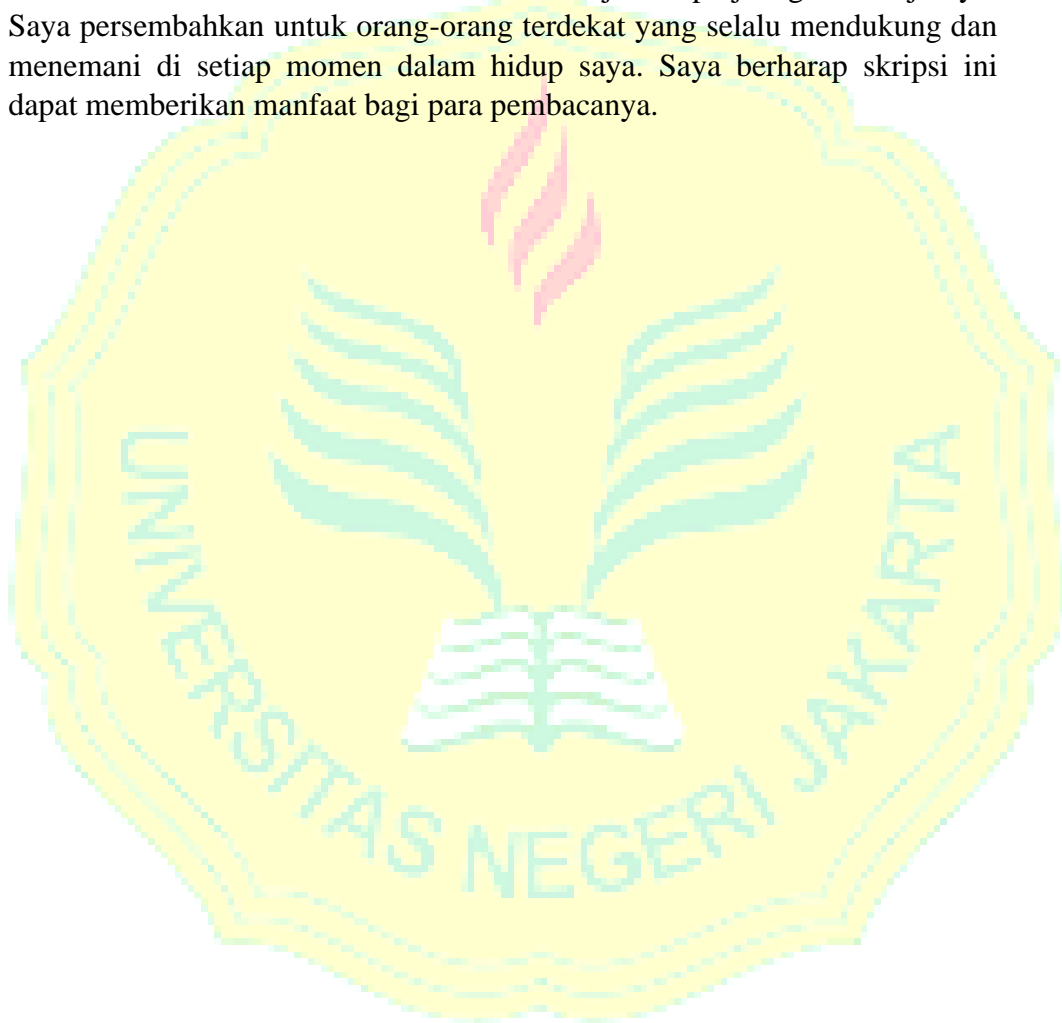 Saya persembahkan untuk orang-orang terdekat yang selalu mendukung dan
menemani di setiap momen dalam hidup saya. Saya berharap skripsi ini
dapat memberikan manfaat bagi para pembacanya.
UNIVERSITAS NEGERI JAKARTA